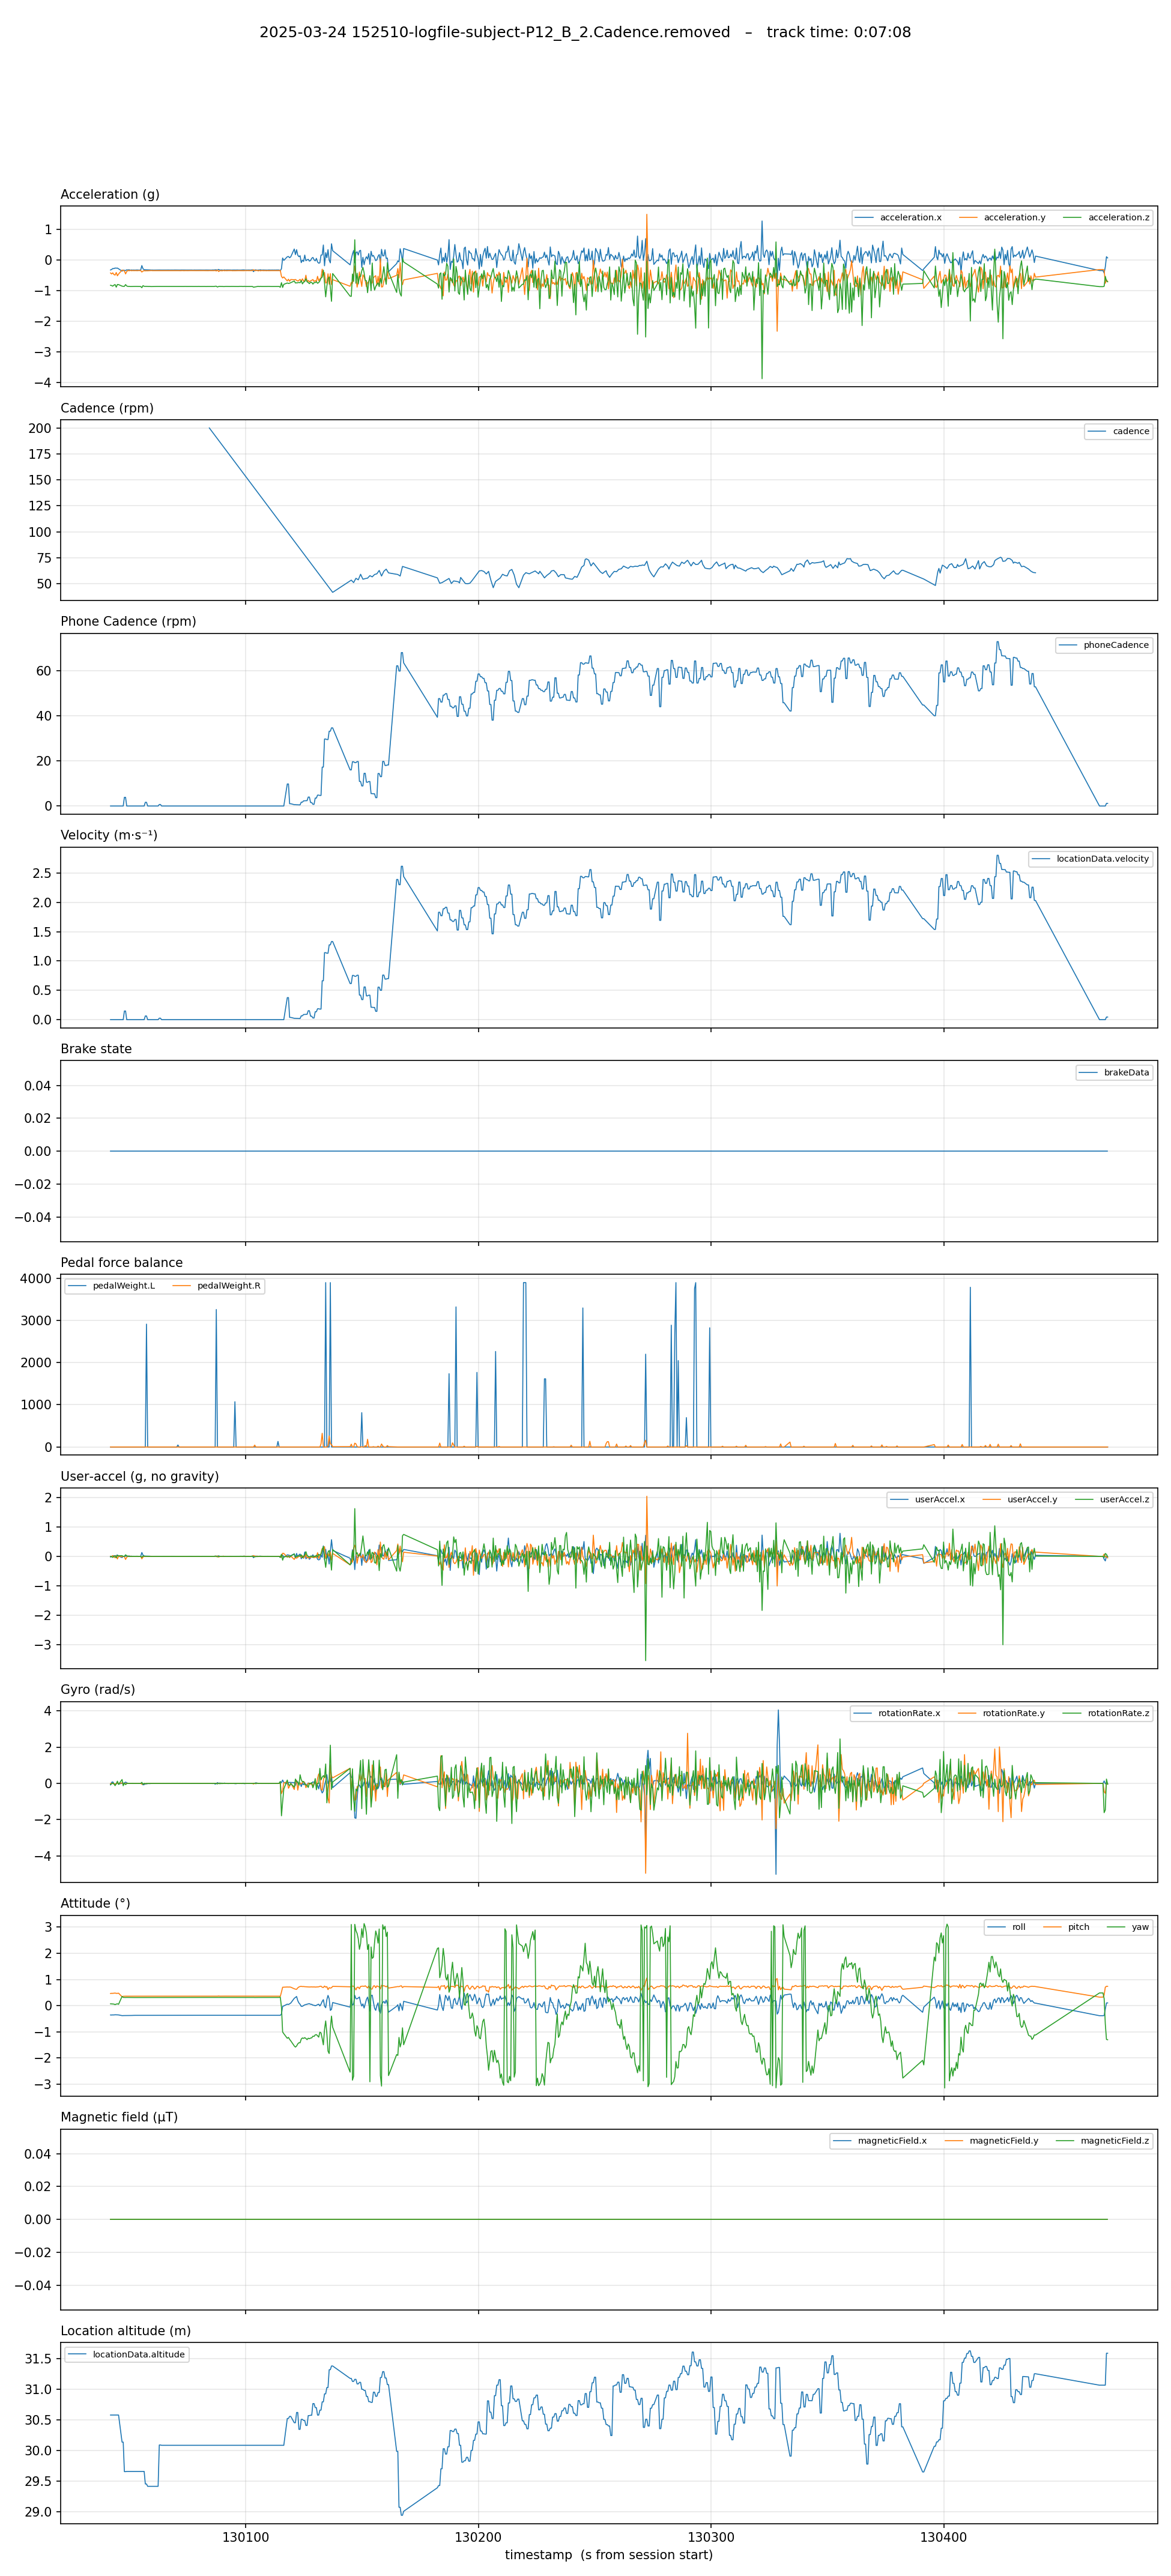 2025-03-24 152510-logfile-subject-P12_B_2.Cadence.removed – track time: 0:07:08
Acceleration (g)
acceleration.x acceleration.y acceleration.z
1
0
−1
−2
−3
−4
Cadence (rpm)
cadence
200
175
150
125
100
75
50
Phone Cadence (rpm)
phoneCadence
60
40
20
0
Velocity (m·s⁻¹)
locationData.velocity
2.5
2.0
1.5
1.0
0.5
0.0
Brake state
brakeData
0.04
0.02
0.00
−0.02
−0.04
Pedal force balance
pedalWeight.L pedalWeight.R
4000
3000
2000
1000
0
User-accel (g, no gravity)
userAccel.x userAccel.y userAccel.z
2
1
0
−1
−2
−3
Gyro (rad/s)
rotationRate.x rotationRate.y rotationRate.z
4
2
0
−2
−4
Attitude (°)
roll pitch yaw
3
2
1
0
−1
−2
−3
Magnetic field (µT)
magneticField.x magneticField.y magneticField.z
0.04
0.02
0.00
−0.02
−0.04
Location altitude (m)
locationData.altitude
31.5
31.0
30.5
30.0
29.5
29.0
130100 130200 130300 130400
timestamp (s from session start)